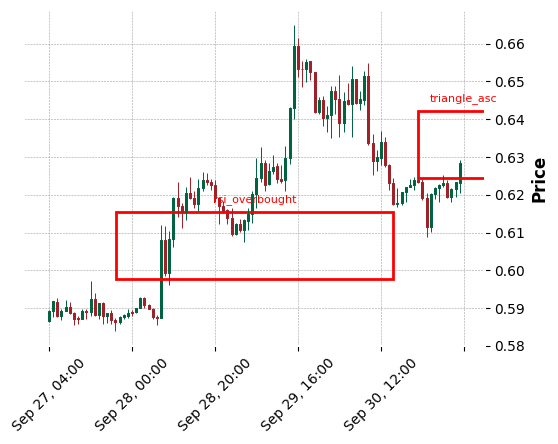 0.66
0.65
triangle_asc
0.64
0.63
Price
0.62
rsi_overbought
0.61
0.60
0.59
0.58
Sep 27, 04:00
Sep 28, 00:00
Sep 28, 20:00
Sep 29, 16:00
Sep 30, 12:00